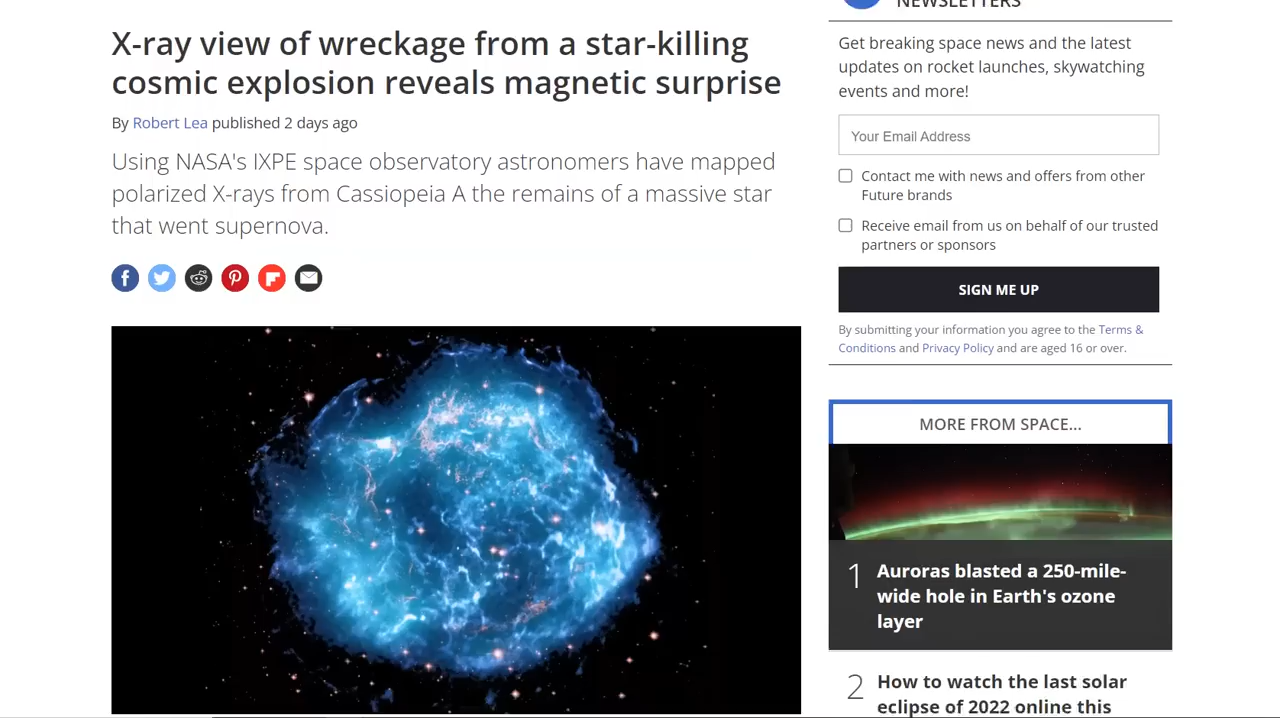 X-ray view of wreckage from a star-killing
cosmic explosion reveals magnetic surprise
By Robert Lea published 2 days ago
Using NASA's IXPE space observatory astronomers have mapped
polarized X-rays from Cassiopeia A the remains of a massive star
that went supernova.
NEWSLETTERS
Get breaking space news and the latest
updates on rocket launches, skywatching
events and more!
Your Email Address
Contact me with news and offers from other
Future brands
Receive email from us on behalf of our trusted
partners or sponsors
SIGN ME UP
By submitting your information you agree to the Terms &
Conditions and Privacy Policy and are aged 16 or over.
MORE FROM SPACE...
1 Auroras blasted a 250-mile-
wide hole in Earth's ozone
layer
2 How to watch the last solar
eclipse of 2022 online this